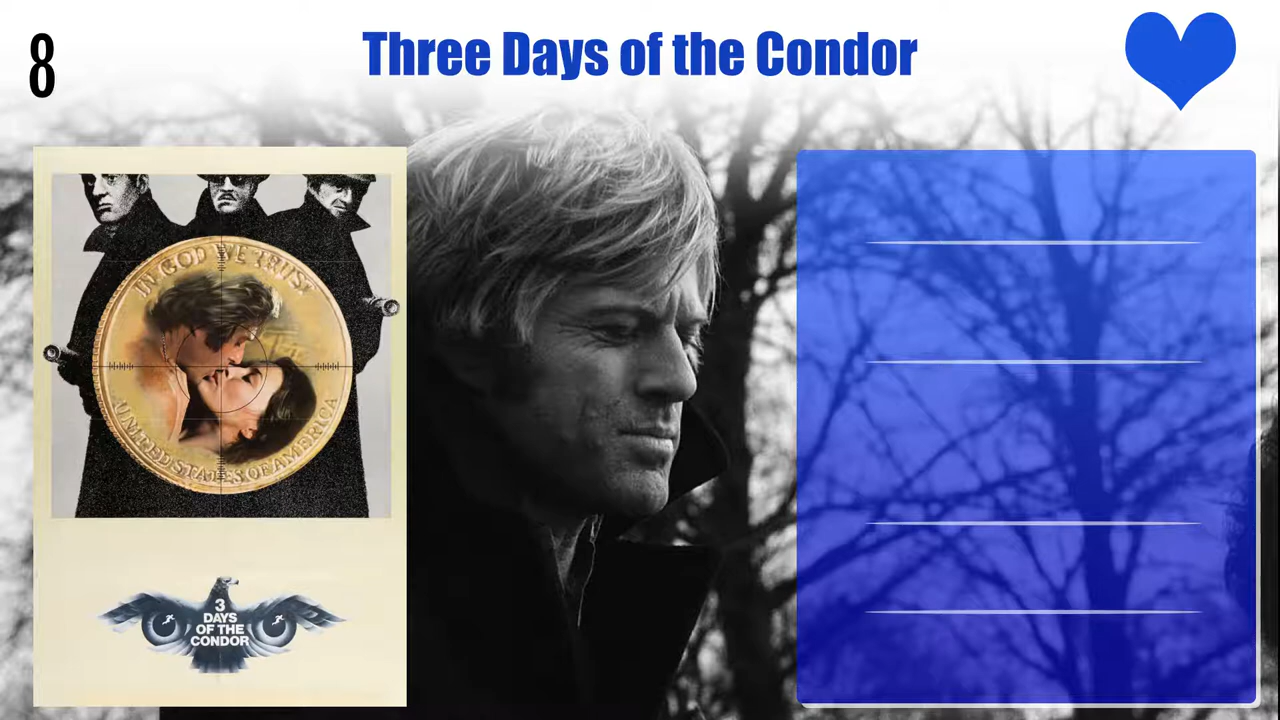 8
Three Days of the Condor
IN GOD WE TRUST
UNITED STATES OF AMERICA
3
DAYS
OF THE
CONDOR